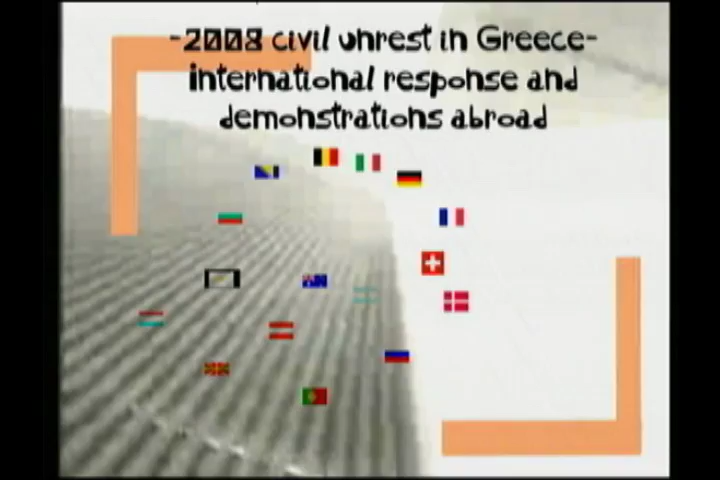 -2008 civil unrest in Greece-
international response and
demonstrations abroad